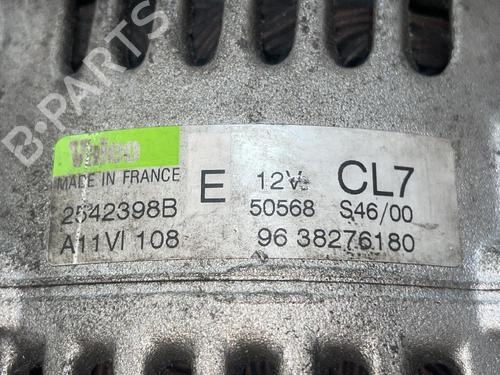 B-PARTS
Valeo
MADE IN FRANCE
E
12V
CL7
2542398B
50568
S46/00
A11VI 108
96 38276180